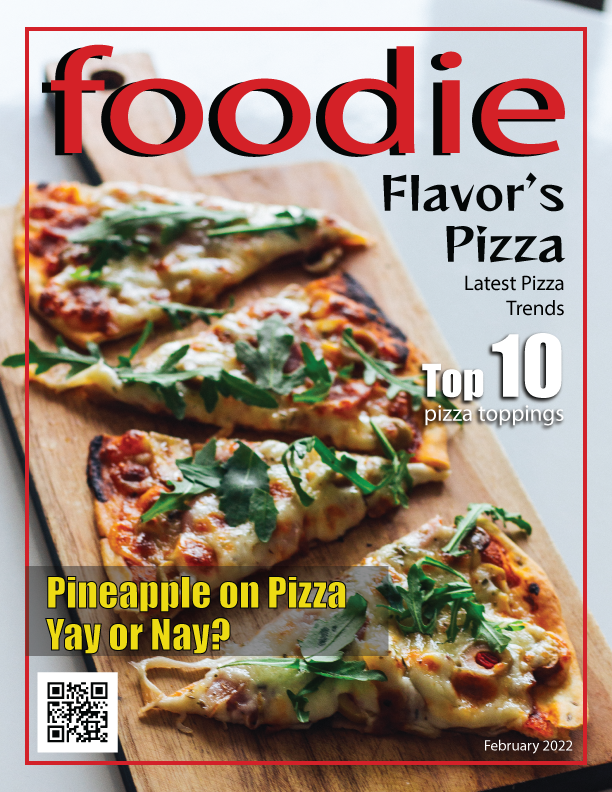 foodie
Flavor's
Pizza
Latest Pizza
Trends
Top 10
pizza toppings
Pineapple on Pizza
Yay or Nay?
February 2022